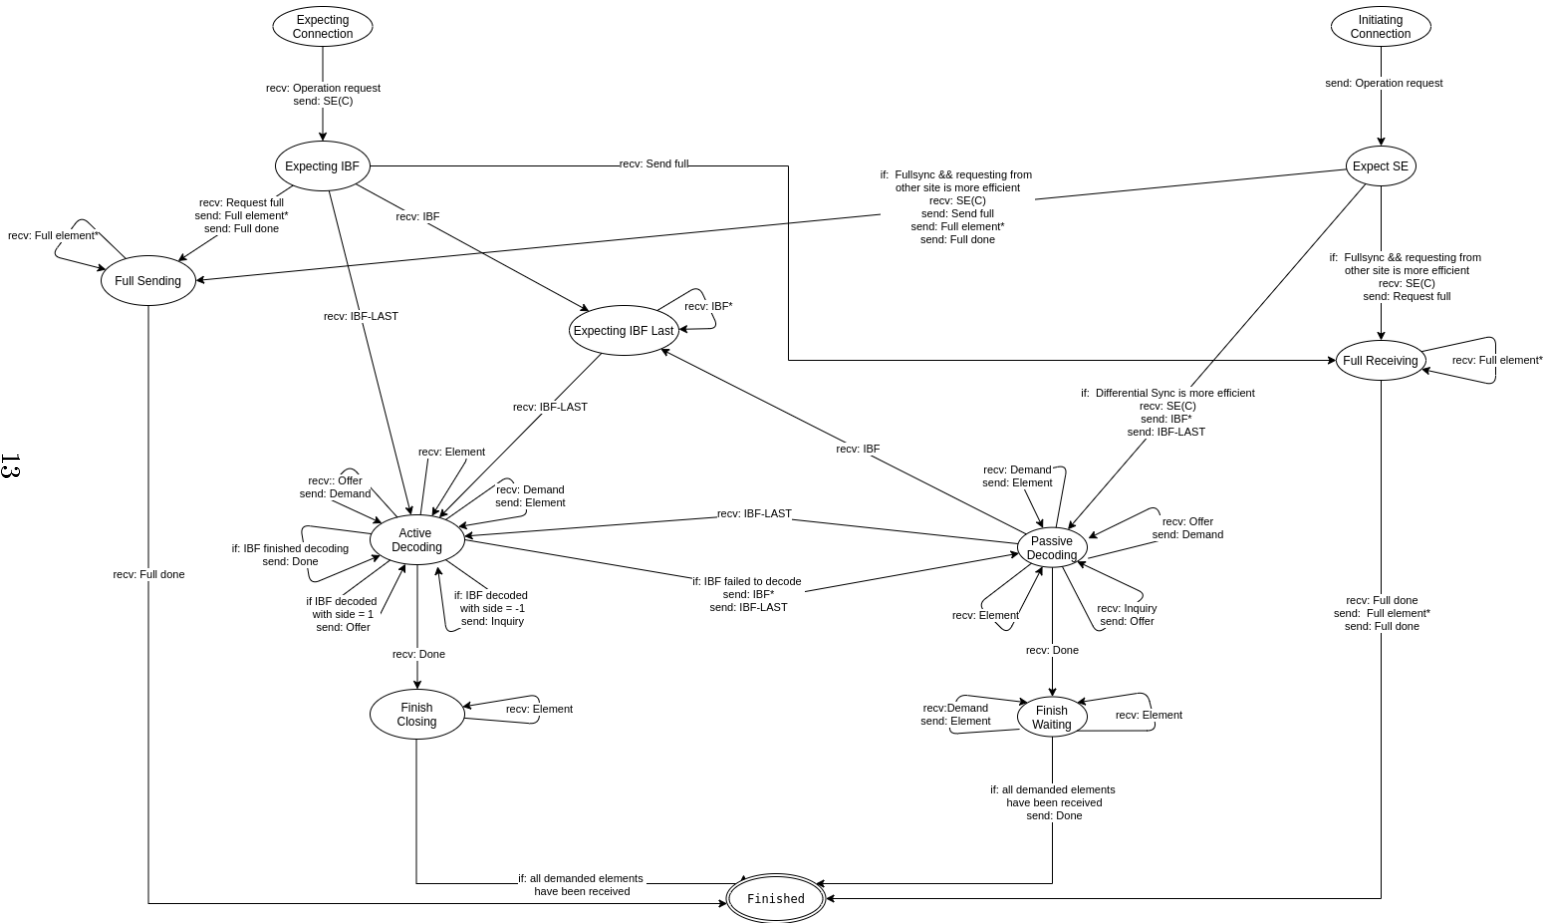 Expecting
Connection
Initiating
Connection
recv: Operation request
send: SE(C)
send: Operation request
Expecting IBF
recv: Send full
Expect SE
if:  Fullsync && requesting from
other site is more efficient
recv: SE(C)
send: Send full
send: Full element*
send: Full done
recv: Request full
send: Full element*
send: Full done
recv: IBF
recv: Full element*
Full Sending
if:  Fullsync && requesting from
other site is more efficient
recv: SE(C)
send: Request full
recv: IBF-LAST
Expecting IBF Last
recv: IBF*
Full Receiving
recv: Full element*
recv: IBF-LAST
if:  Differential Sync is more efficient
recv: SE(C)
send: IBF*
send: IBF-LAST
recv: IBF
13
recv: Element
recv:: Offer
send: Demand
recv: Demand
send: Element
recv: Demand
send: Element
recv: IBF-LAST
recv: Offer
send: Demand
Active
Decoding
Passive
Decoding
if: IBF finished decoding
send: Done
if IBF decoded
with side = 1
send: Offer
if: IBF decoded
with side = -1
send: Inquiry
if: IBF failed to decode
send: IBF*
send: IBF-LAST
recv: Element
recv: Inquiry
send: Offer
recv: Full done
recv: Full done
send:  Full element*
send: Full done
recv: Done
recv: Done
Finish
Closing
recv: Element
recv:Demand
send: Element
Finish
Waiting
recv: Element
if: all demanded elements
have been received
send: Done
if: all demanded elements
have been received
Finished